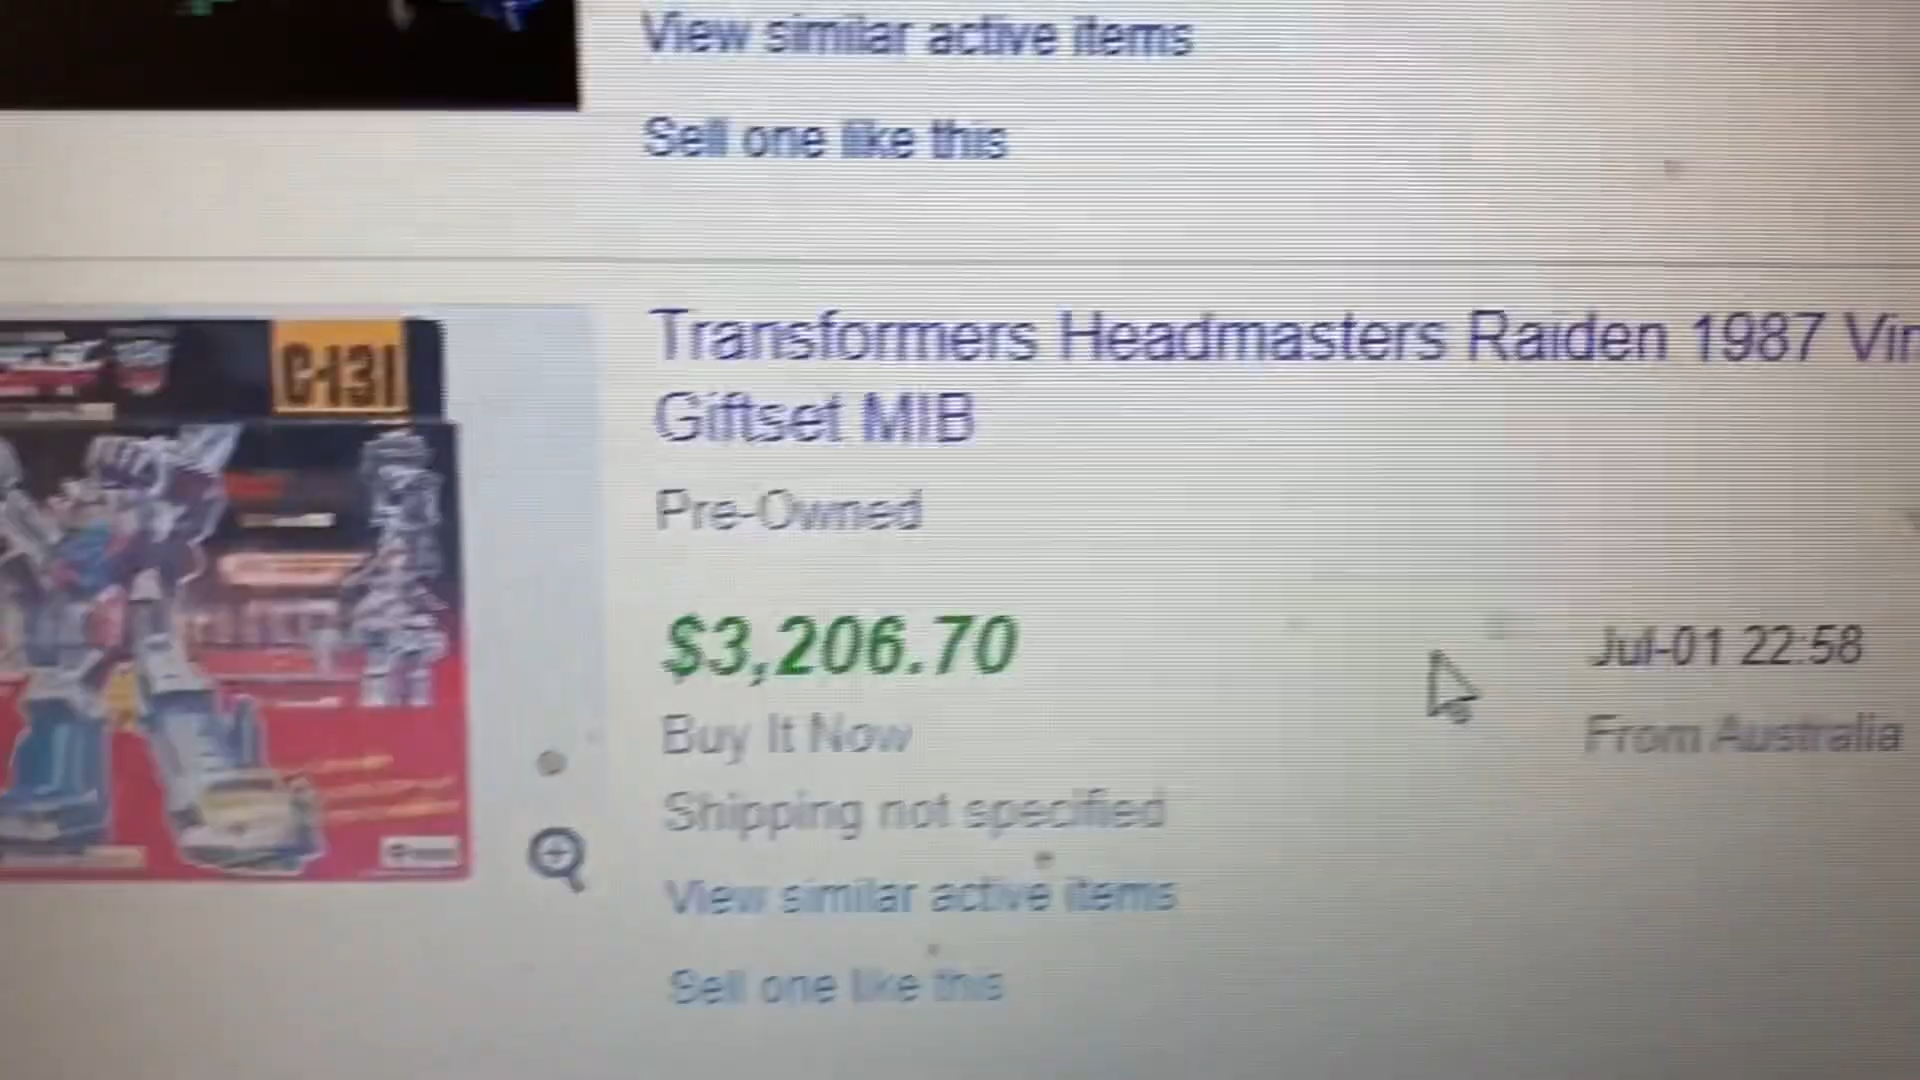 View similar active items
Sell one like this
C-131
Transformers Headmasters Raiden 1987 Vin
Giftset MIB
Pre-Owned
$3,206.70
Jul-01 22:58
Buy It Now
From Australia
Shipping not specified
View similar active items
Sell one like this